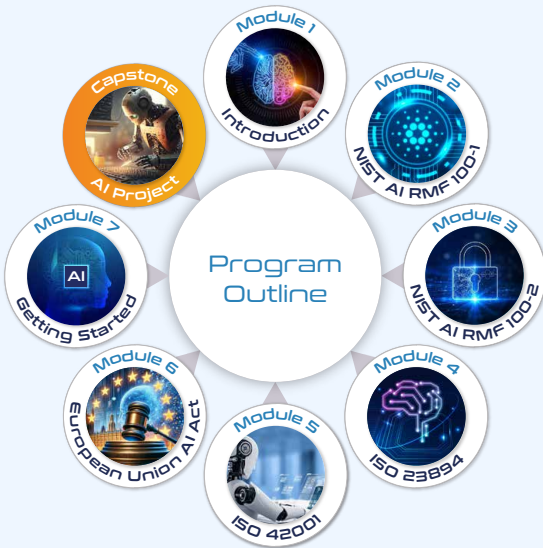 Program
Outline
Module 1
Introduction
Module 2
NIST AI RMF 100-1
Module 3
NIST AI RMF 100-2
Module 4
ISO 23894
Module 5
ISO 42001
Module 6
European Union AI Act
Module 7
Getting Started
AI
Capstone
AI Project